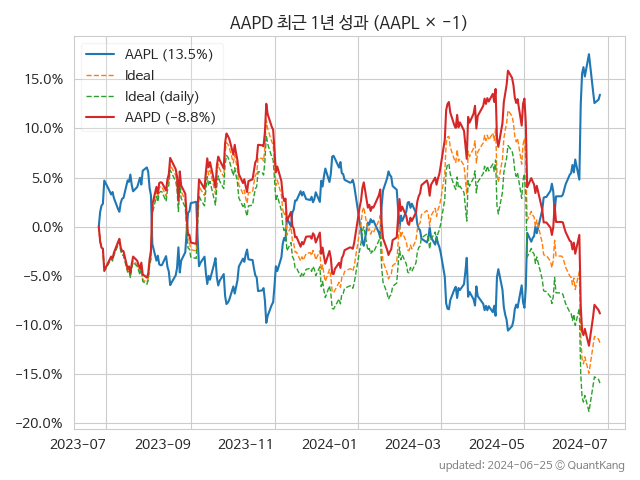 AAPD 최근 1년 성과 (AAPL × −1)
AAPL (13.5%)
Ideal
Ideal (daily)
AAPD (−8.8%)
15.0%
10.0%
5.0%
0.0%
−5.0%
−10.0%
−15.0%
−20.0%
2023-07 2023-09 2023-11 2024-01 2024-03 2024-05 2024-07
updated: 2024-06-25 © QuantKang